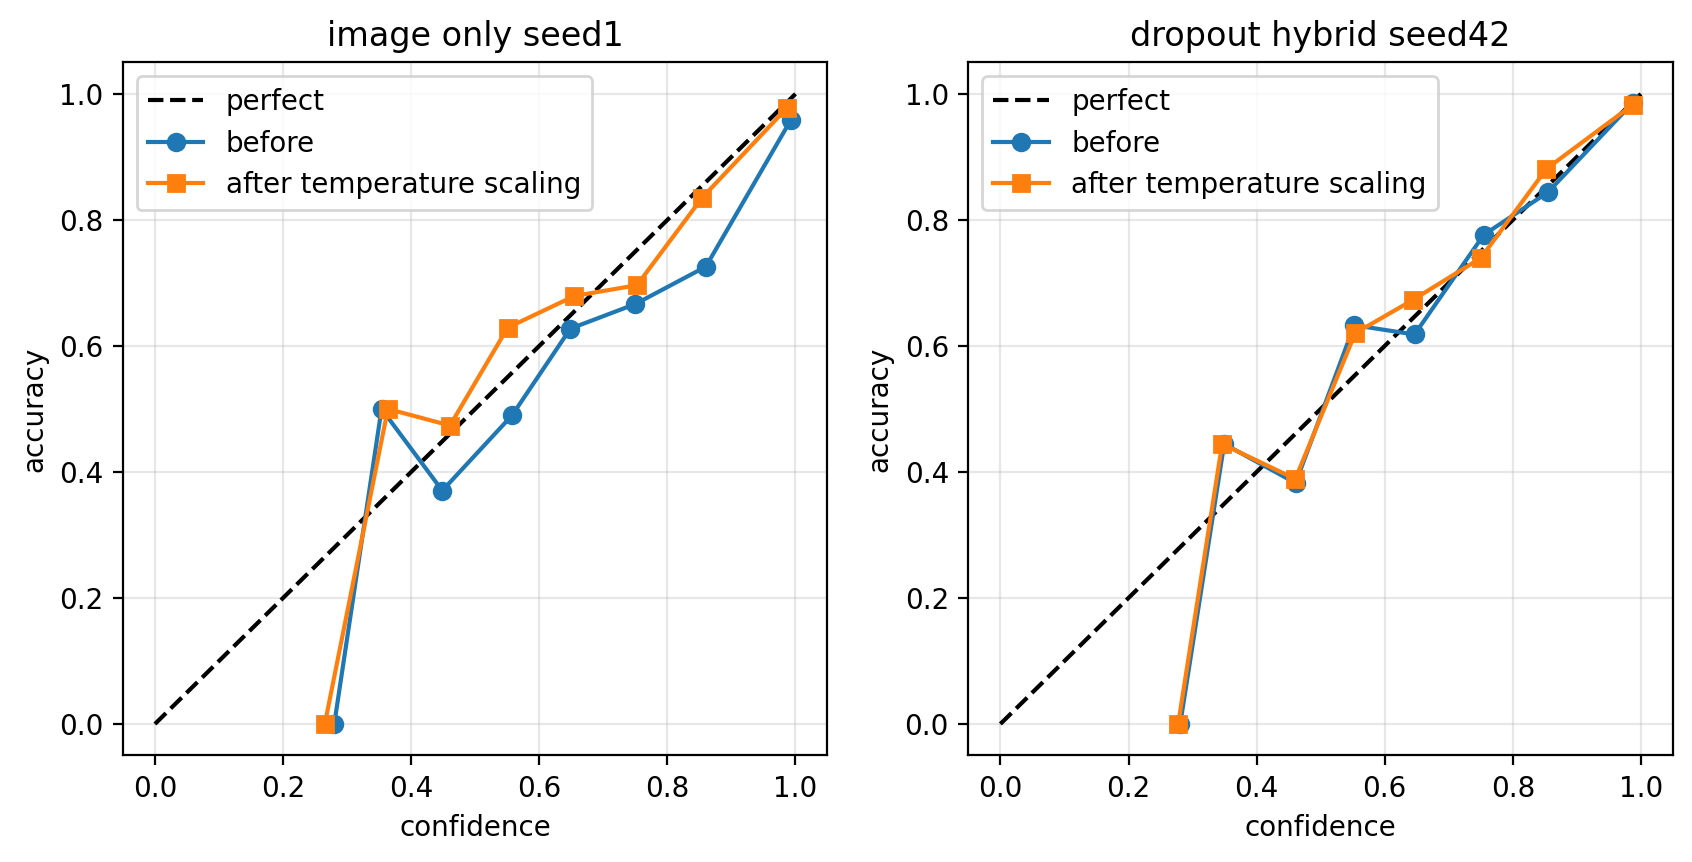 image only seed1
perfect
before
after temperature scaling
1.0
0.8
0.6
0.4
0.2
0.0
accuracy
0.0 0.2 0.4 0.6 0.8 1.0
confidence
dropout hybrid seed42
perfect
before
after temperature scaling
1.0
0.8
0.6
0.4
0.2
0.0
accuracy
0.0 0.2 0.4 0.6 0.8 1.0
confidence